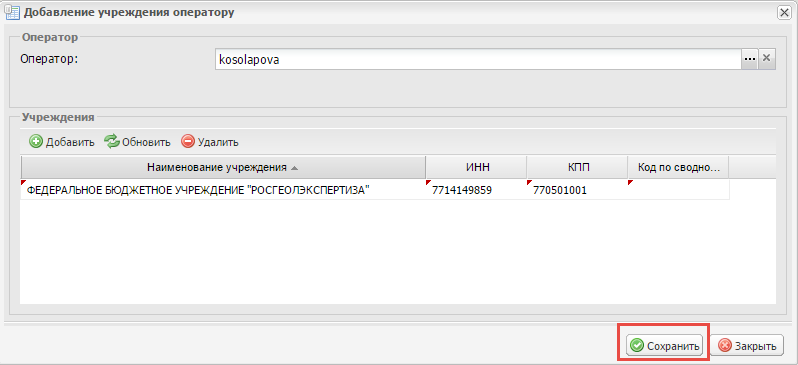 Добавление учреждения оператору
Оператор
Оператор: kosolapova ...
Учреждения
Добавить Обновить Удалить
Наименование учреждения ИНН КПП Код по сводно...
ФЕДЕРАЛЬНОЕ БЮДЖЕТНОЕ УЧРЕЖДЕНИЕ "РОСГЕОЛЭКСПЕРТИЗА" 7714149859 770501001
Сохранить Закрыть